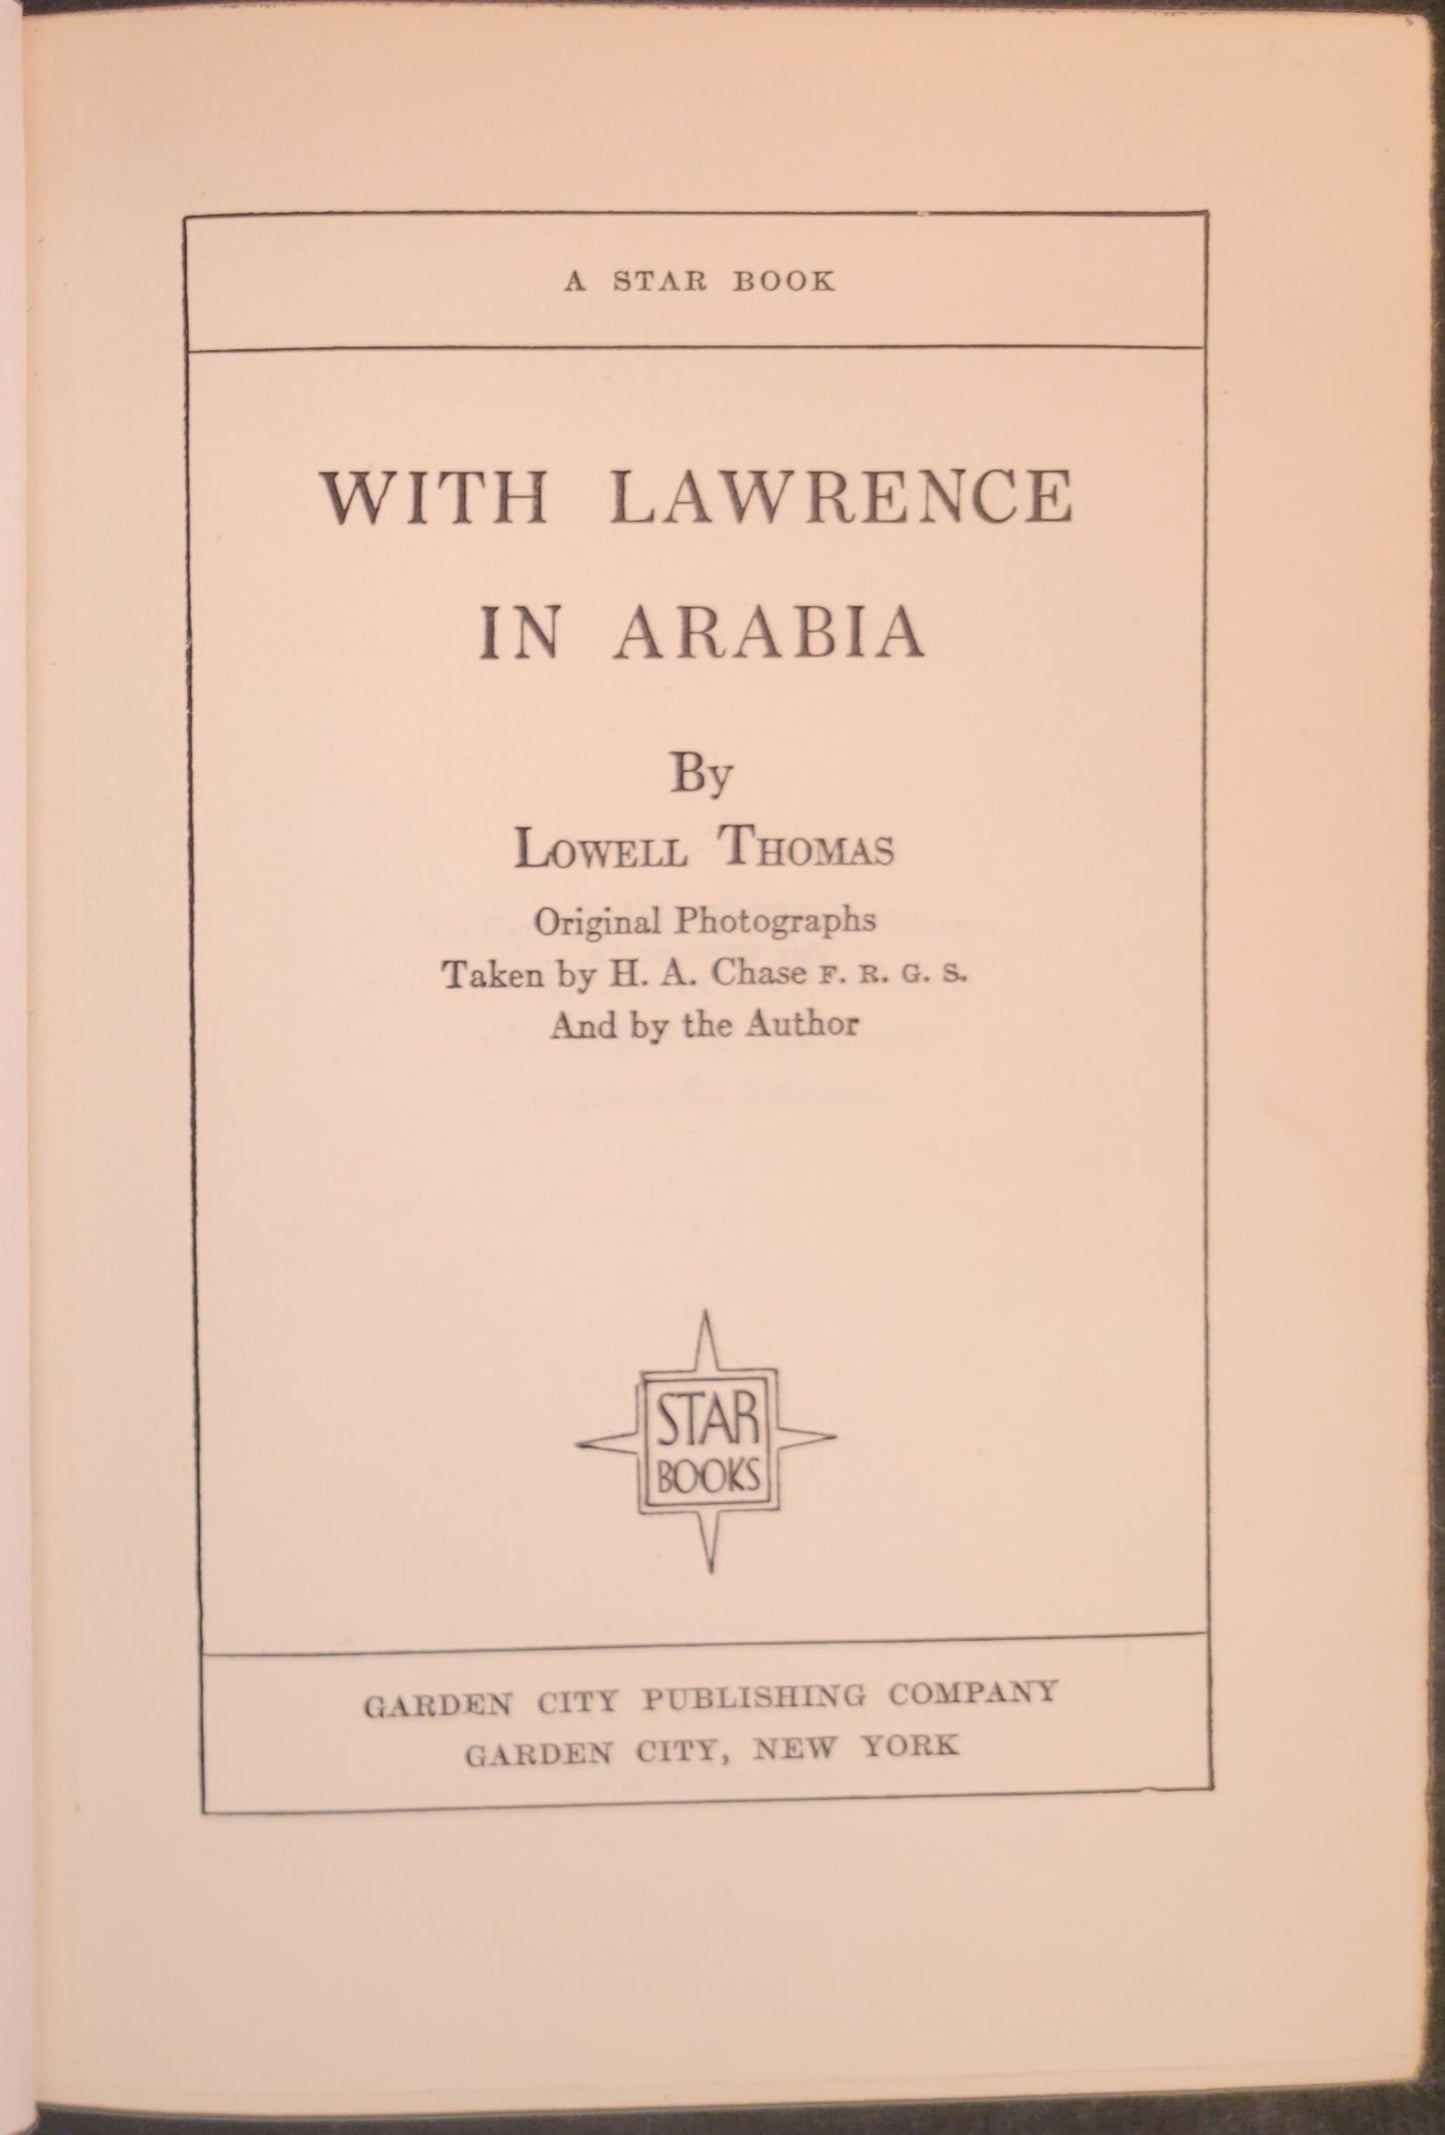 A STAR BOOK
WITH LAWRENCE
IN ARABIA
By
LOWELL THOMAS
Original Photographs
Taken by H. A. Chase F. R. G. S.
And by the Author
STAR
BOOKS
GARDEN CITY PUBLISHING COMPANY
GARDEN CITY, NEW YORK